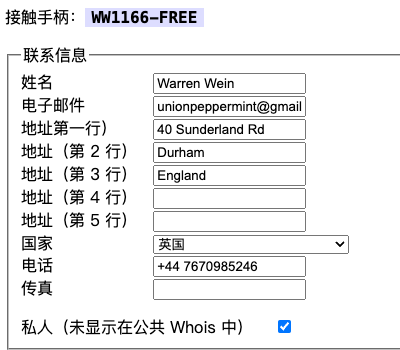 接触手柄： WW1166-FREE
联系信息
姓名 Warren Wein
电子邮件 unionpeppermint@gmail
地址第一行） 40 Sunderland Rd
地址（第 2 行） Durham
地址（第 3 行） England
地址（第 4 行）
地址（第 5 行）
国家 英国
电话 +44 7670985246
传真
私人（未显示在公共 Whois 中）